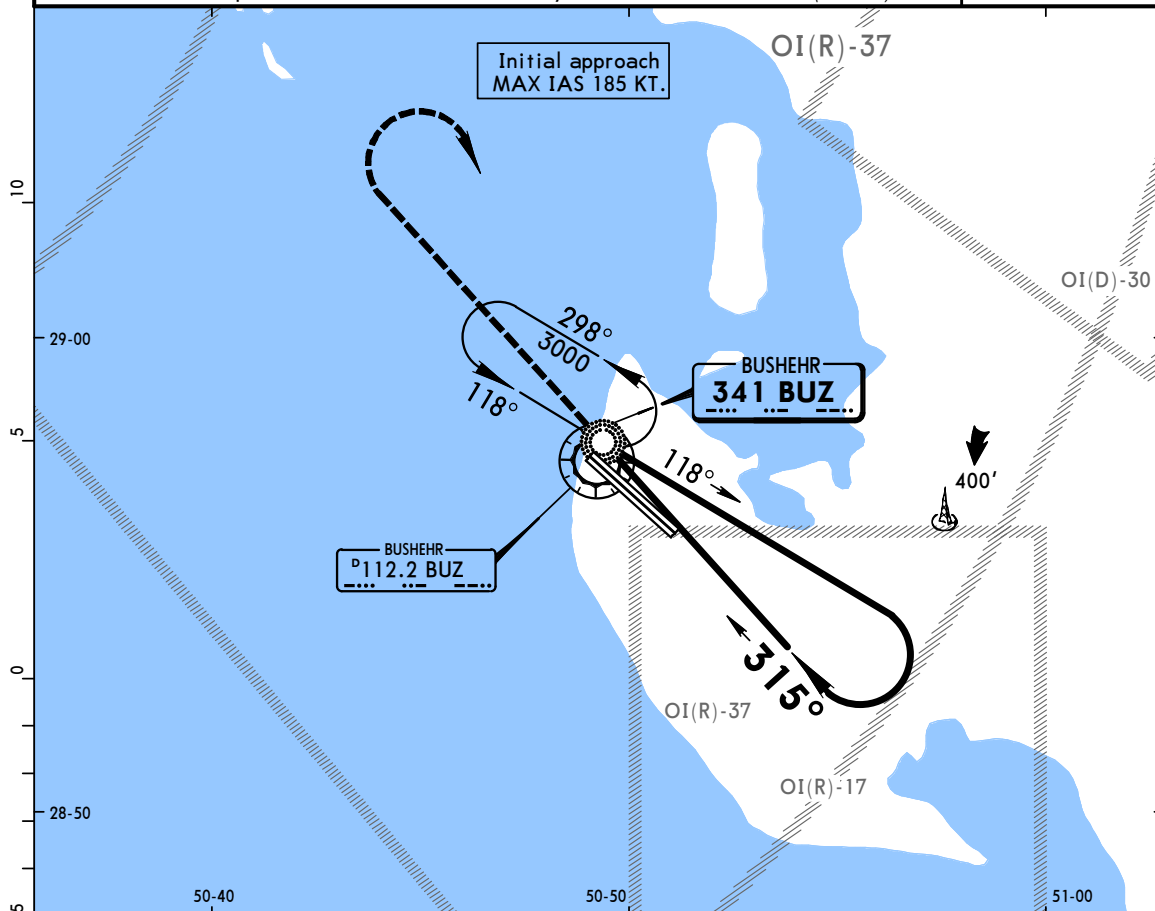 OI(R)-37
Initial approach
MAX IAS 185 KT.
10
OI(D)-30
298°
3000
29-00
BUSHEHR
341 BUZ
118°
5
118°
400'
BUSHEHR
D112.2 BUZ
315°
0
OI(R)-37
OI(R)-17
28-50
50-40
50-50
51-00
5